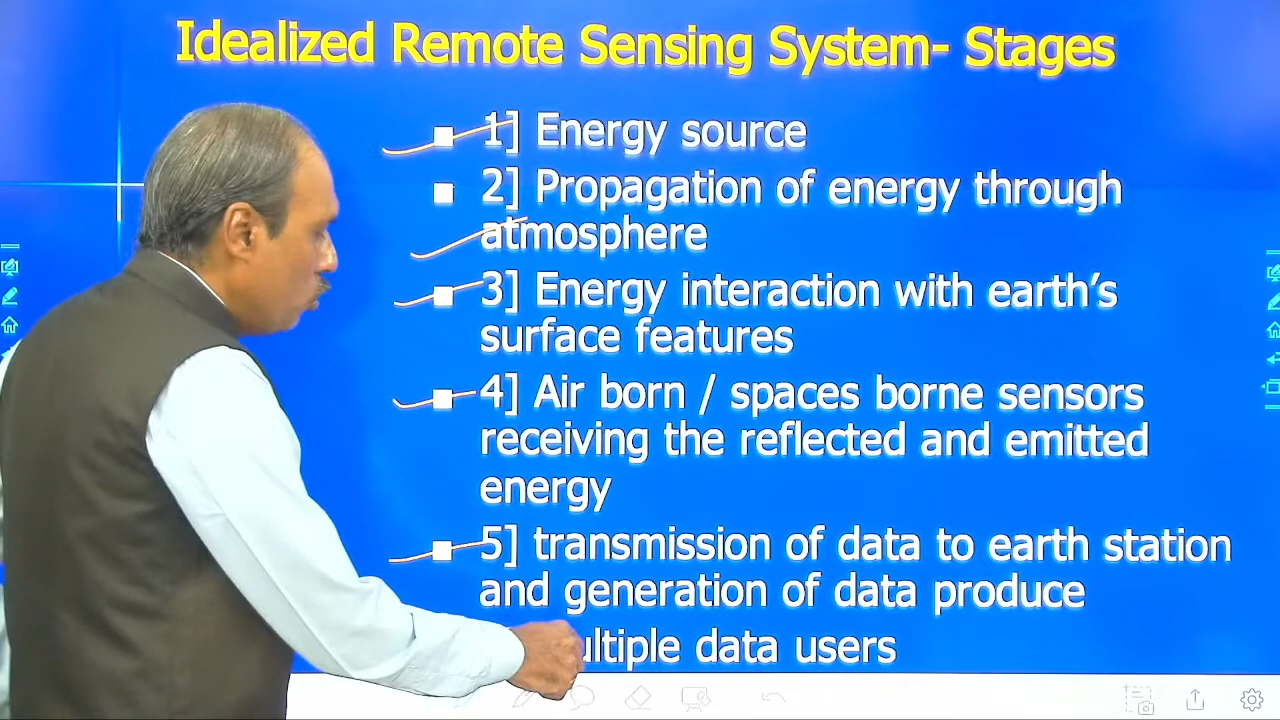 Idealized Remote Sensing System- Stages
1] Energy source
2] Propagation of energy through
atmosphere
3] Energy interaction with earth’s
surface features
4] Air born / spaces borne sensors
receiving the reflected and emitted
energy
5] transmission of data to earth station
and generation of data produce
data users